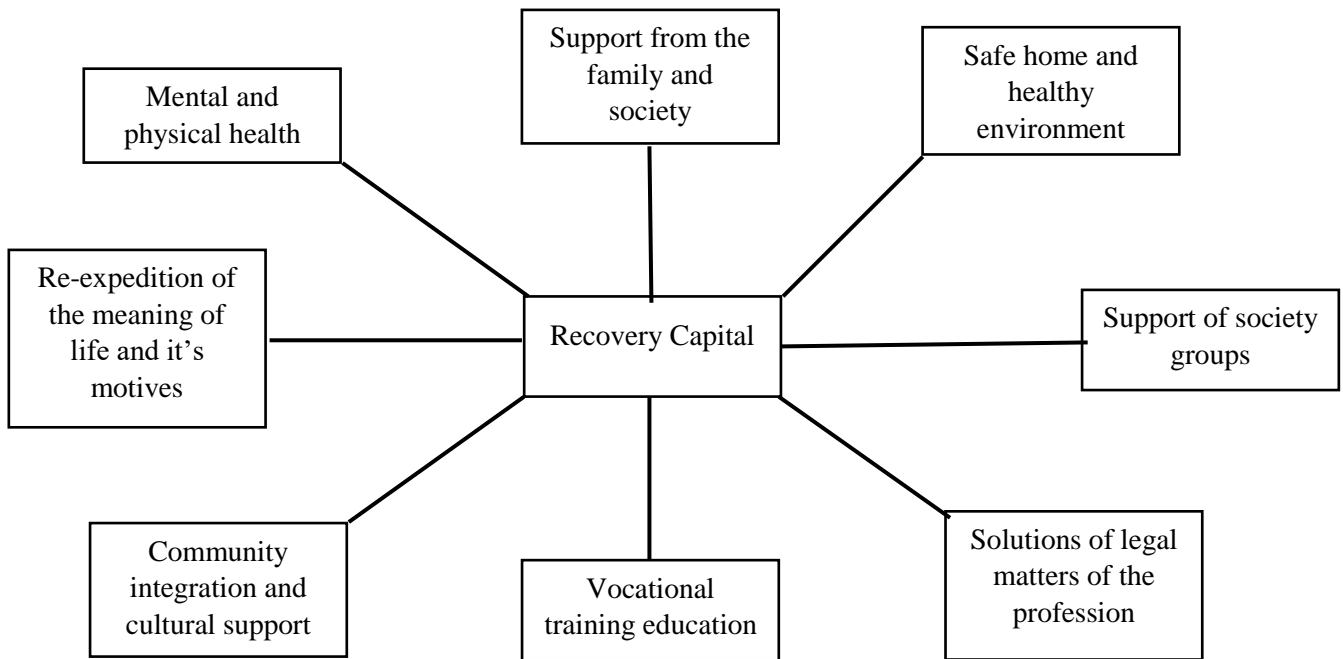 Support from the
family and
society
Safe home and
healthy
environment
Mental and
physical health
Re-expedition of
the meaning of
life and it's
motives
Recovery Capital
Support of society
groups
Community
integration and
cultural support
Vocational
training education
Solutions of legal
matters of the
profession